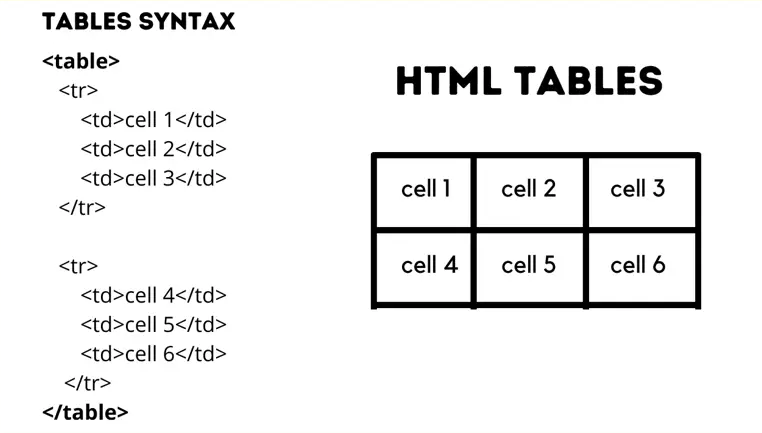 TABLES SYNTAX
<table>
<tr>
<td>cell 1</td>
<td>cell 2</td>
<td>cell 3</td>
</tr>
<tr>
<td>cell 4</td>
<td>cell 5</td>
<td>cell 6</td>
</tr>
</table>
HTML TABLES
cell 1 cell 2 cell 3
cell 4 cell 5 cell 6